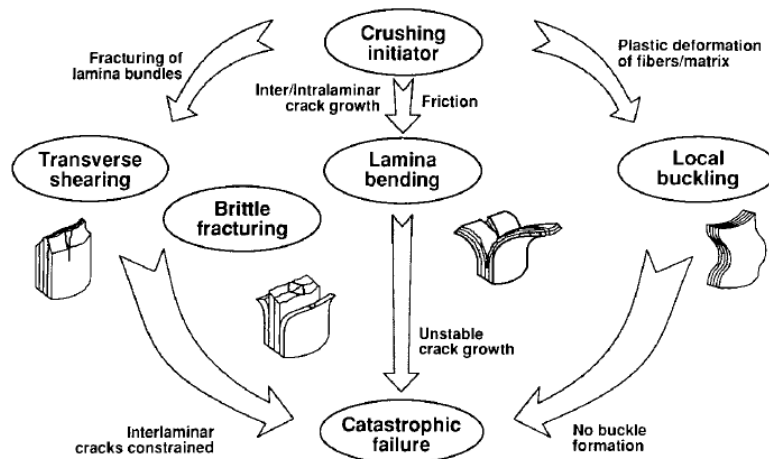 Crushing
initiator
Fracturing of
lamina bundles
Inter/Intralaminar
crack growth
Friction
Plastic deformation
of fibers/matrix
Transverse
shearing
Brittle
fracturing
Lamina
bending
Local
buckling
Unstable
crack growth
Interlaminar
cracks constrained
Catastrophic
failure
No buckle
formation